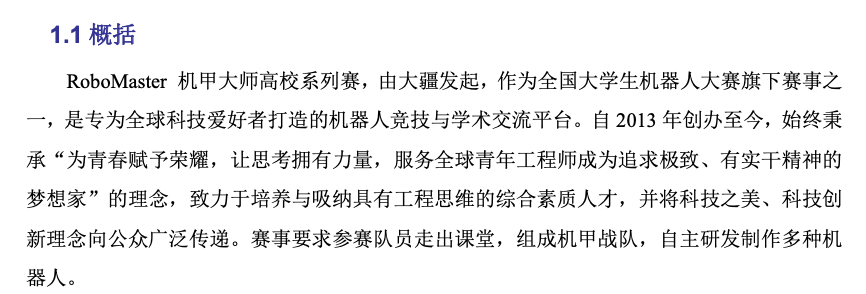 1.1 概括
RoboMaster 机甲大师高校系列赛，由大疆发起，作为全国大学生机器人大赛旗下赛事之
一，是专为全球科技爱好者打造的机器人竞技与学术交流平台。自 2013 年创办至今，始终秉
承“为青春赋予荣耀，让思考拥有力量，服务全球青年工程师成为追求极致、有实干精神的
梦想家”的理念，致力于培养与吸纳具有工程思维的综合素质人才，并将科技之美、科技创
新理念向公众广泛传递。赛事要求参赛队员走出课堂，组成机甲战队，自主研发制作多种机
器人。